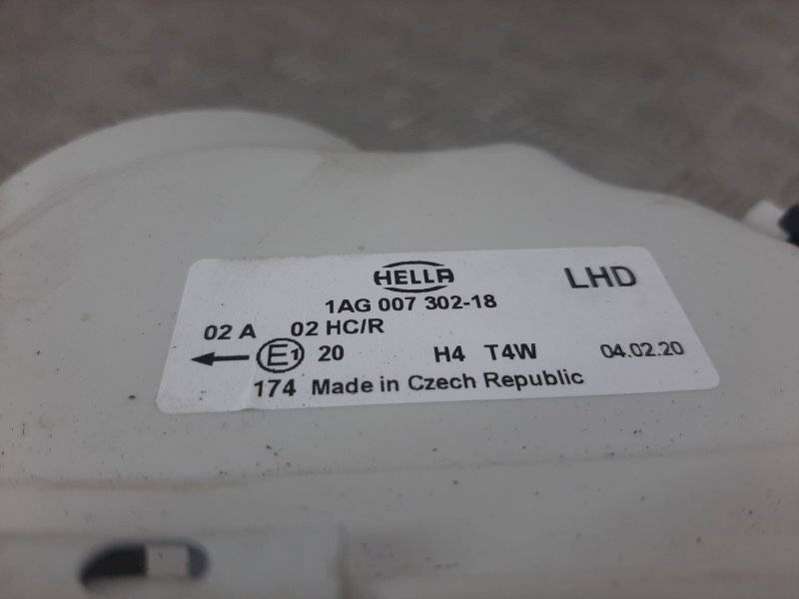 HELLA
LHD
1AG 007 302-18
02 A 02 HC/R
E1 20 H4 T4W 04.02.20
174 Made in Czech Republic